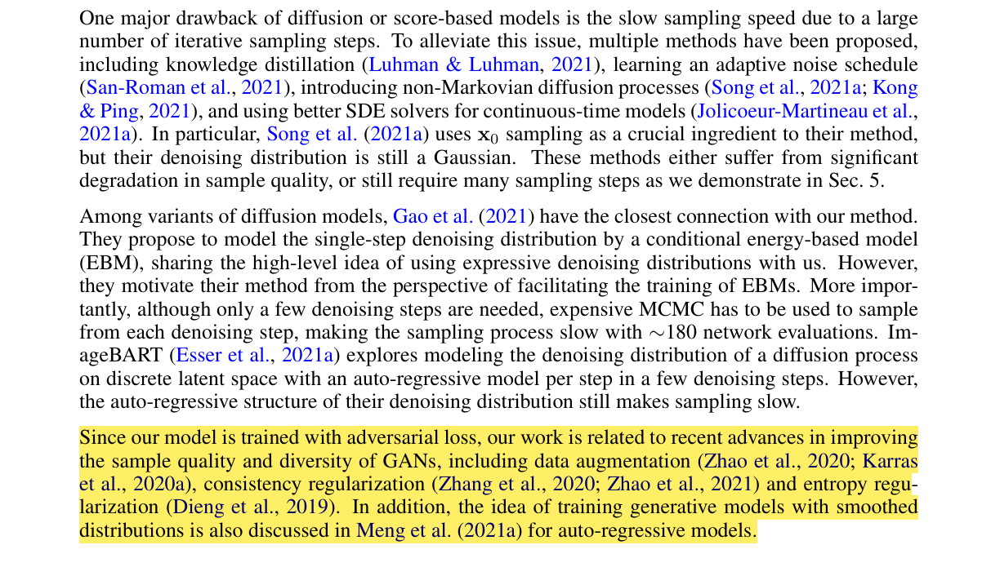 One major drawback of diffusion or score-based models is the slow sampling speed due to a large
number of iterative sampling steps. To alleviate this issue, multiple methods have been proposed,
including knowledge distillation (Luhman & Luhman, 2021), learning an adaptive noise schedule
(San-Roman et al., 2021), introducing non-Markovian diffusion processes (Song et al., 2021a; Kong
& Ping, 2021), and using better SDE solvers for continuous-time models (Jolicoeur-Martineau et al.,
2021a). In particular, Song et al. (2021a) uses x₀ sampling as a crucial ingredient to their method,
but their denoising distribution is still a Gaussian. These methods either suffer from significant
degradation in sample quality, or still require many sampling steps as we demonstrate in Sec. 5.
Among variants of diffusion models, Gao et al. (2021) have the closest connection with our method.
They propose to model the single-step denoising distribution by a conditional energy-based model
(EBM), sharing the high-level idea of using expressive denoising distributions with us. However,
they motivate their method from the perspective of facilitating the training of EBMs. More impor-
tantly, although only a few denoising steps are needed, expensive MCMC has to be used to sample
from each denoising step, making the sampling process slow with ∼180 network evaluations. Im-
ageBART (Esser et al., 2021a) explores modeling the denoising distribution of a diffusion process
on discrete latent space with an auto-regressive model per step in a few denoising steps. However,
the auto-regressive structure of their denoising distribution still makes sampling slow.
Since our model is trained with adversarial loss, our work is related to recent advances in improving
the sample quality and diversity of GANs, including data augmentation (Zhao et al., 2020; Karras
et al., 2020a), consistency regularization (Zhang et al., 2020; Zhao et al., 2021) and entropy regu-
larization (Dieng et al., 2019). In addition, the idea of training generative models with smoothed
distributions is also discussed in Meng et al. (2021a) for auto-regressive models.